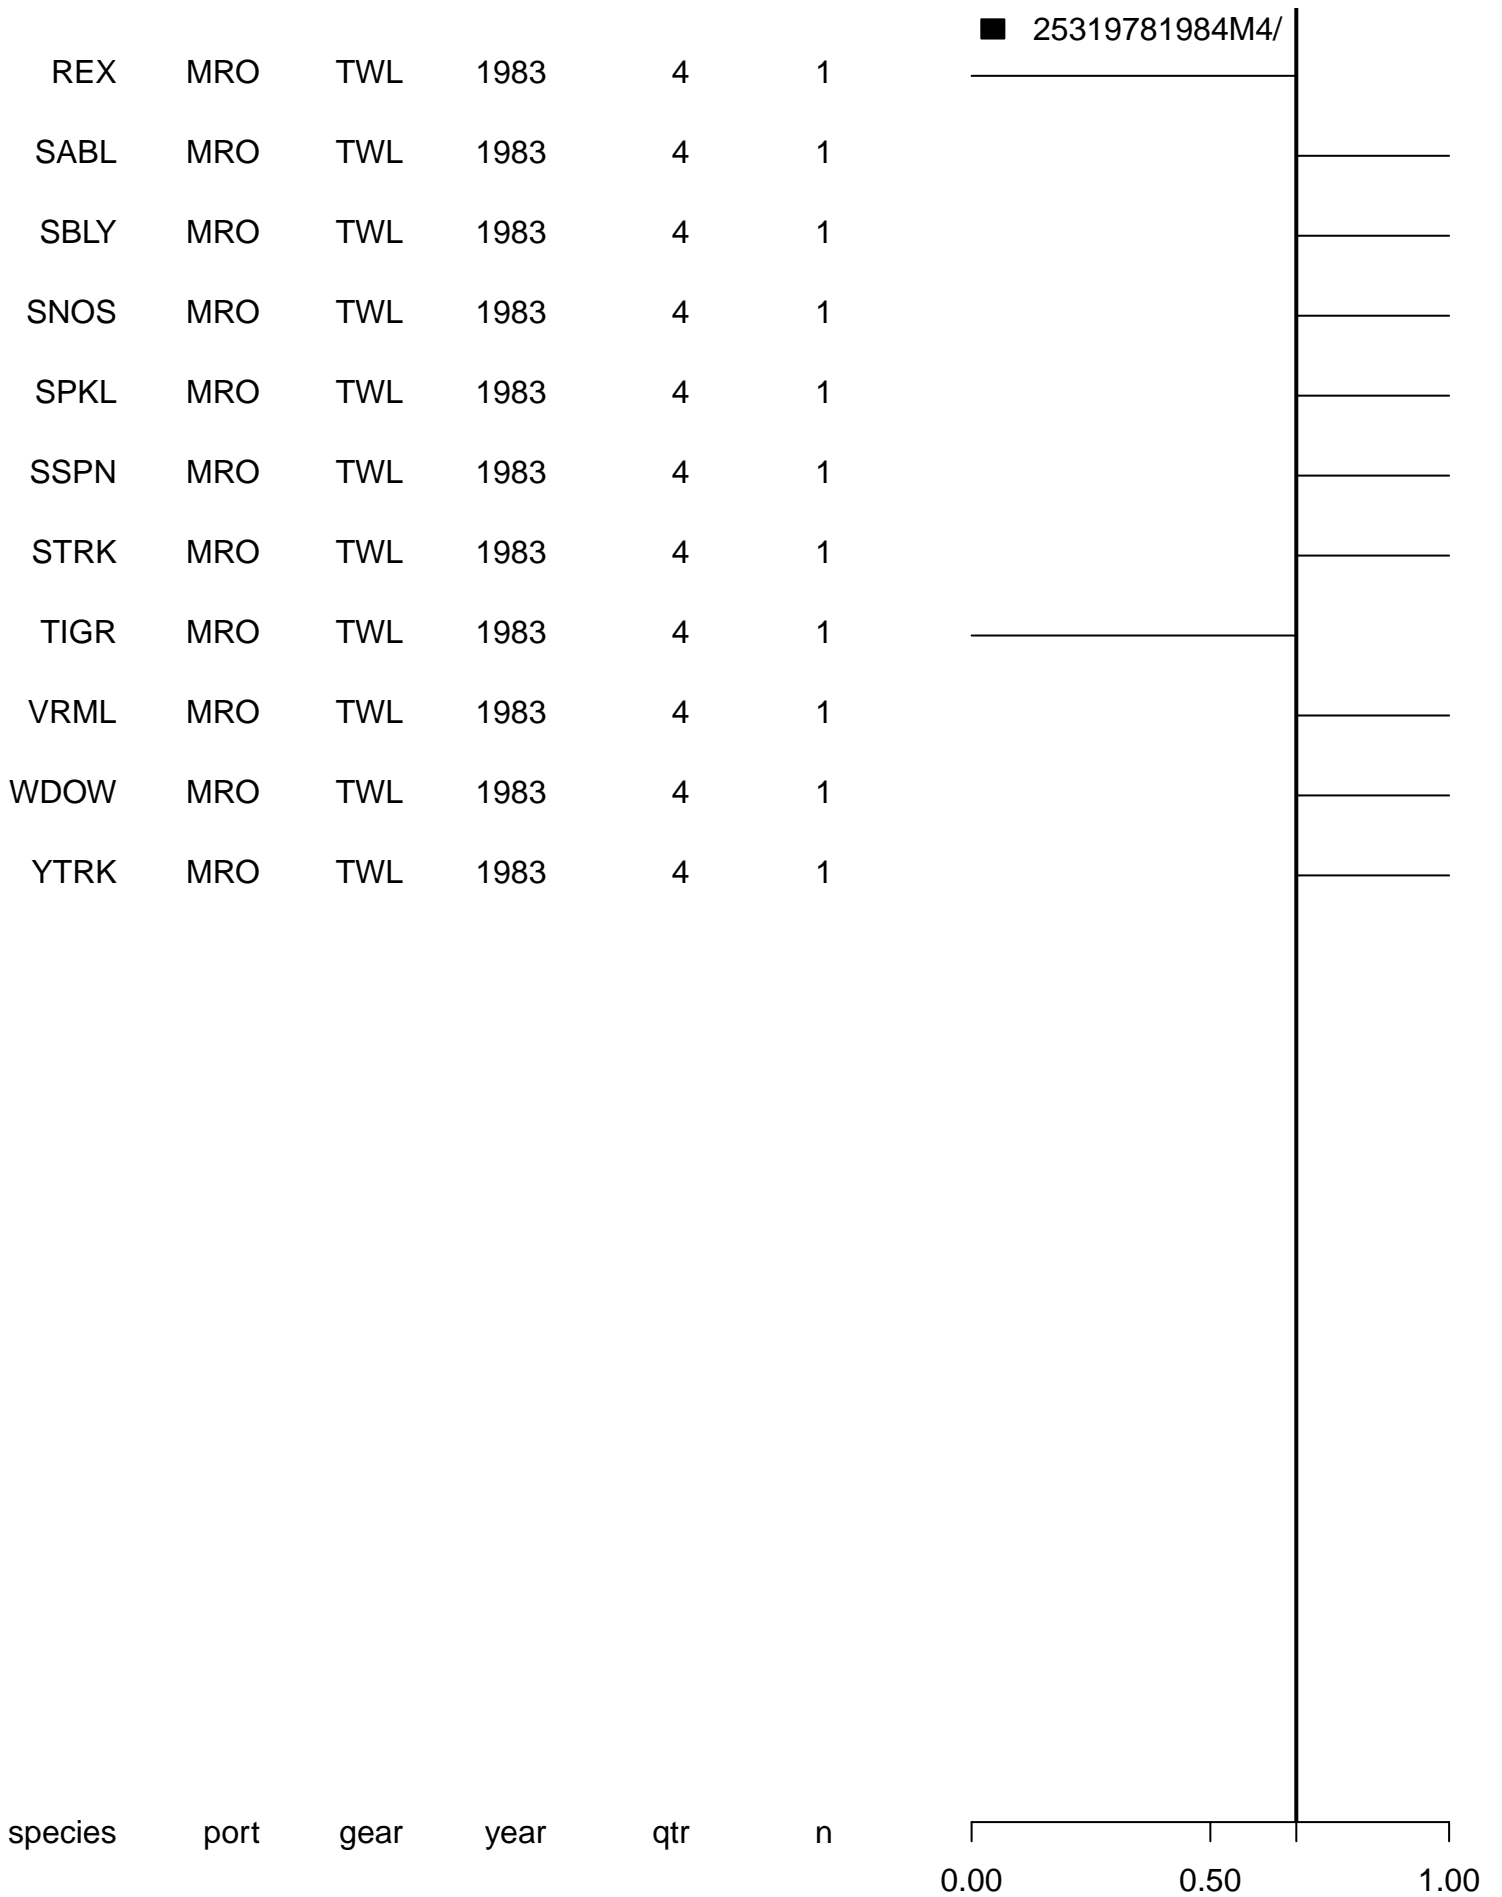 25319781984M4/
REX MRO TWL 1983 4 1
SABL MRO TWL 1983 4 1
SBLY MRO TWL 1983 4 1
SNOS MRO TWL 1983 4 1
SPKL MRO TWL 1983 4 1
SSPN MRO TWL 1983 4 1
STRK MRO TWL 1983 4 1
TIGR MRO TWL 1983 4 1
VRML MRO TWL 1983 4 1
WDOW MRO TWL 1983 4 1
YTRK MRO TWL 1983 4 1
species port gear year qtr n
0.00 0.50 1.00